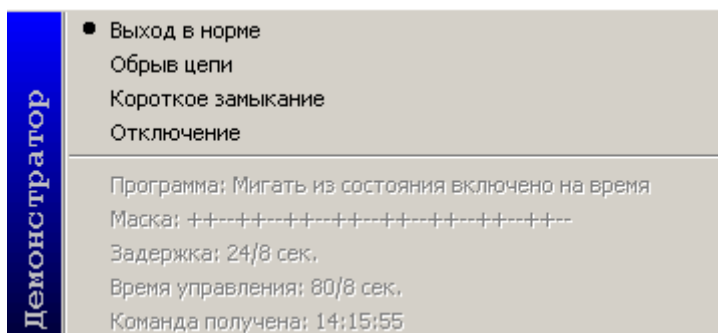 Демонстратор
Выход в норме
Обрыв цепи
Короткое замыкание
Отключение
Программа: Мигать из состояния включено на время
Маска: ++--++--++--++--++--++--++--++--
Задержка: 24/8 сек.
Время управления: 80/8 сек.
Команда получена: 14:15:55